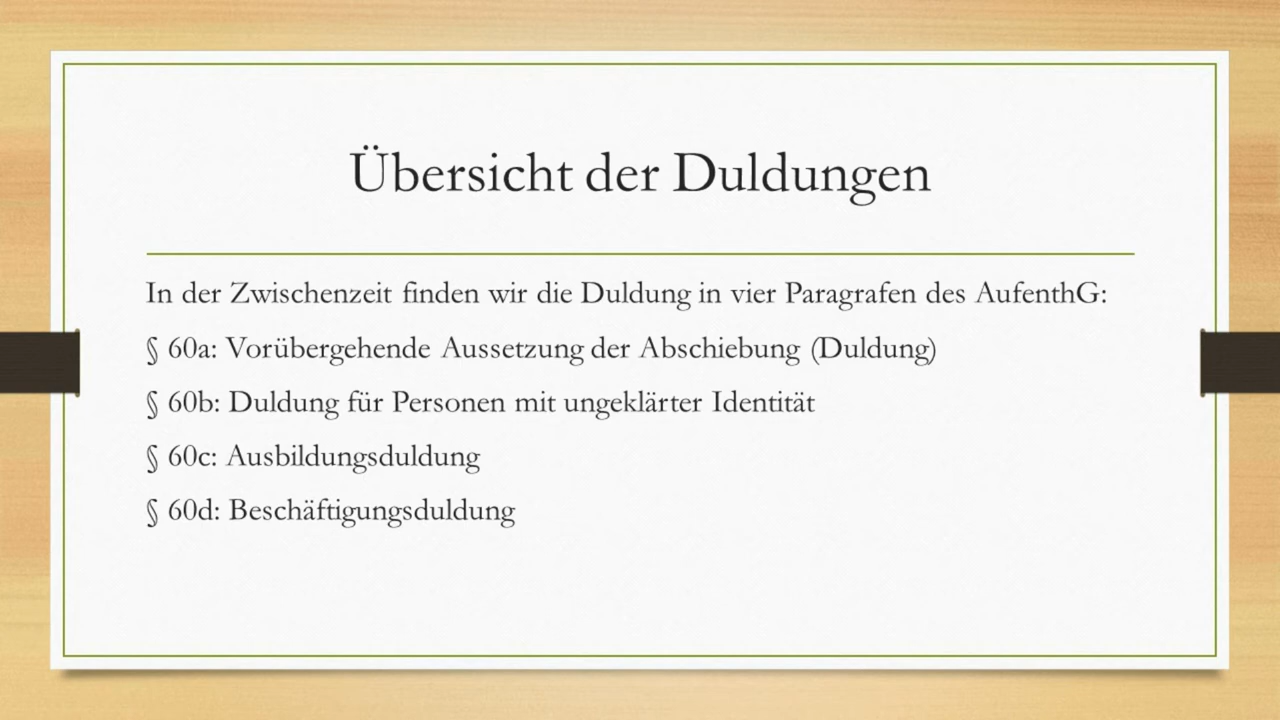 Übersicht der Duldungen
In der Zwischenzeit finden wir die Duldung in vier Paragrafen des AufenthG:
§ 60a: Vorübergehende Aussetzung der Abschiebung (Duldung)
§ 60b: Duldung für Personen mit ungeklärter Identität
§ 60c: Ausbildungsduldung
§ 60d: Beschäftigungsduldung